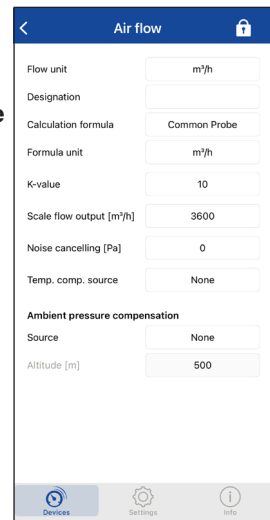 Air flow
Flow unit m³/h
Designation
Calculation formula Common Probe
Formula unit m³/h
K-value 10
Scale flow output [m³/h] 3600
Noise cancelling [Pa] 0
Temp. comp. source None
Ambient pressure compensation
Source None
Altitude [m] 500
Devices Settings Info
e